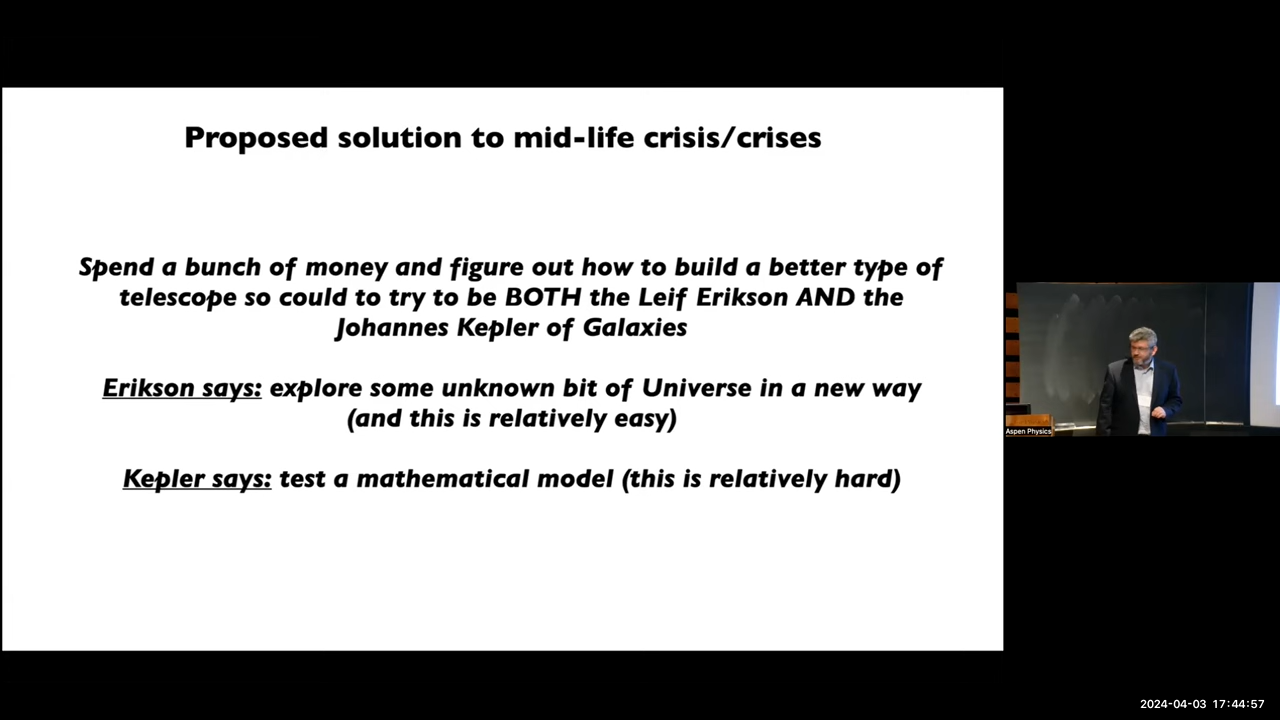 Proposed solution to mid-life crisis/crises
Spend a bunch of money and figure out how to build a better type of
telescope so could to try to be BOTH the Leif Erikson AND the
Johannes Kepler of Galaxies
Erikson says: explore some unknown bit of Universe in a new way
(and this is relatively easy)
Kepler says: test a mathematical model (this is relatively hard)
Aspen Physics
2024-04-03 17:44:57